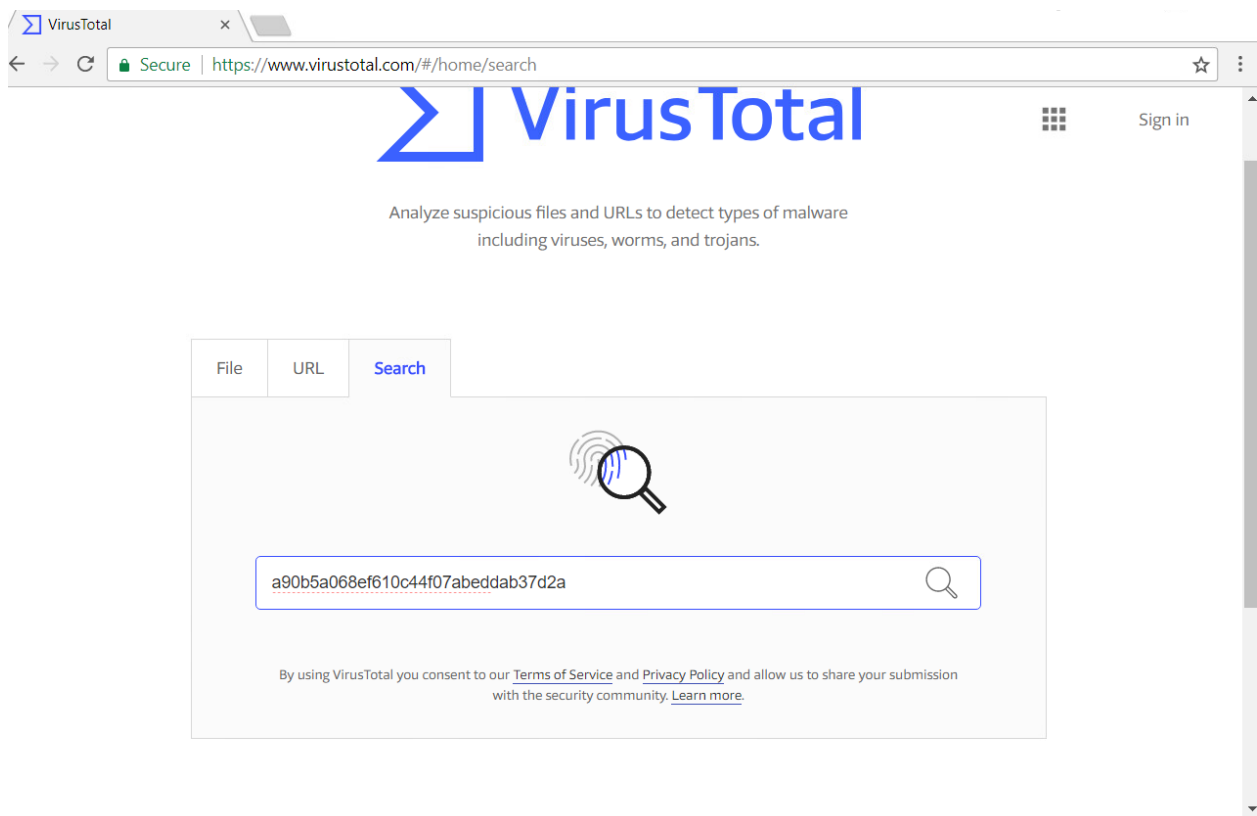 VirusTotal
Secure | https://www.virustotal.com/#/home/search
VirusTotal
Sign in
Analyze suspicious files and URLs to detect types of malware
including viruses, worms, and trojans.
File URL Search
a90b5a068ef610c44f07abeddab37d2a
By using VirusTotal you consent to our Terms of Service and Privacy Policy and allow us to share your submission
with the security community. Learn more.